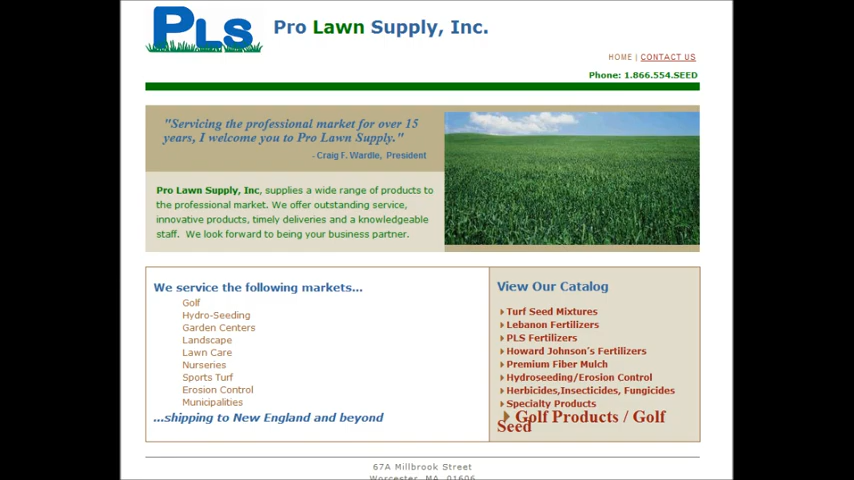 PLS
Pro Lawn Supply, Inc.
HOME | CONTACT US
Phone: 1.866.554.SEED
"Servicing the professional market for over 15
years, I welcome you to Pro Lawn Supply."
- Craig F. Wardle, President
Pro Lawn Supply, Inc, supplies a wide range of products to
the professional market. We offer outstanding service,
innovative products, timely deliveries and a knowledgeable
staff. We look forward to being your business partner.
We service the following markets...
Golf
Hydro-Seeding
Garden Centers
Landscape
Lawn Care
Nurseries
Sports Turf
Erosion Control
Municipalities
...shipping to New England and beyond
View Our Catalog
Turf Seed Mixtures
Lebanon Fertilizers
PLS Fertilizers
Howard Johnson's Fertilizers
Premium Fiber Mulch
Hydroseeding/Erosion Control
Herbicides,Insecticides, Fungicides
Specialty Products
Golf Products / Golf
Seed
67A Millbrook Street
Worcester, MA 01606